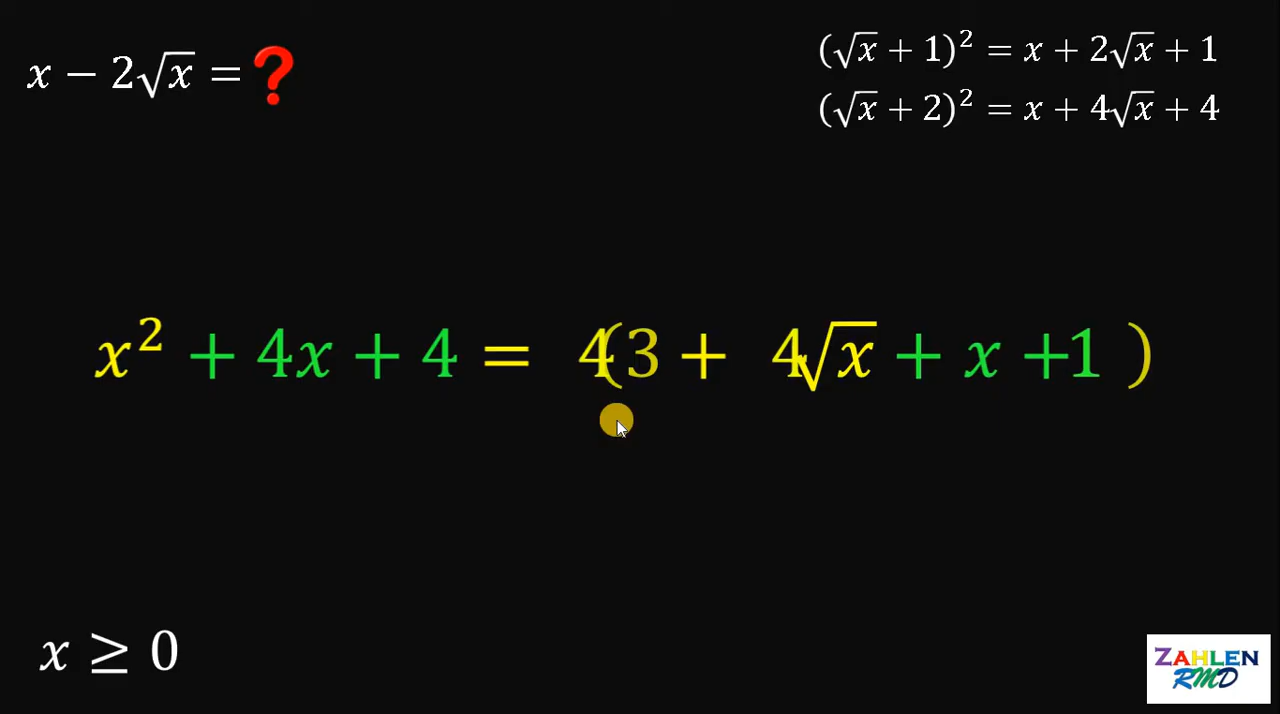 x − 2√x = ?
(√x + 1)² = x + 2√x + 1
(√x + 2)² = x + 4√x + 4
x² + 4x + 4 = 4(3 + 4√x + x +1 )
x ≥ 0
ZAHLEN
RMD